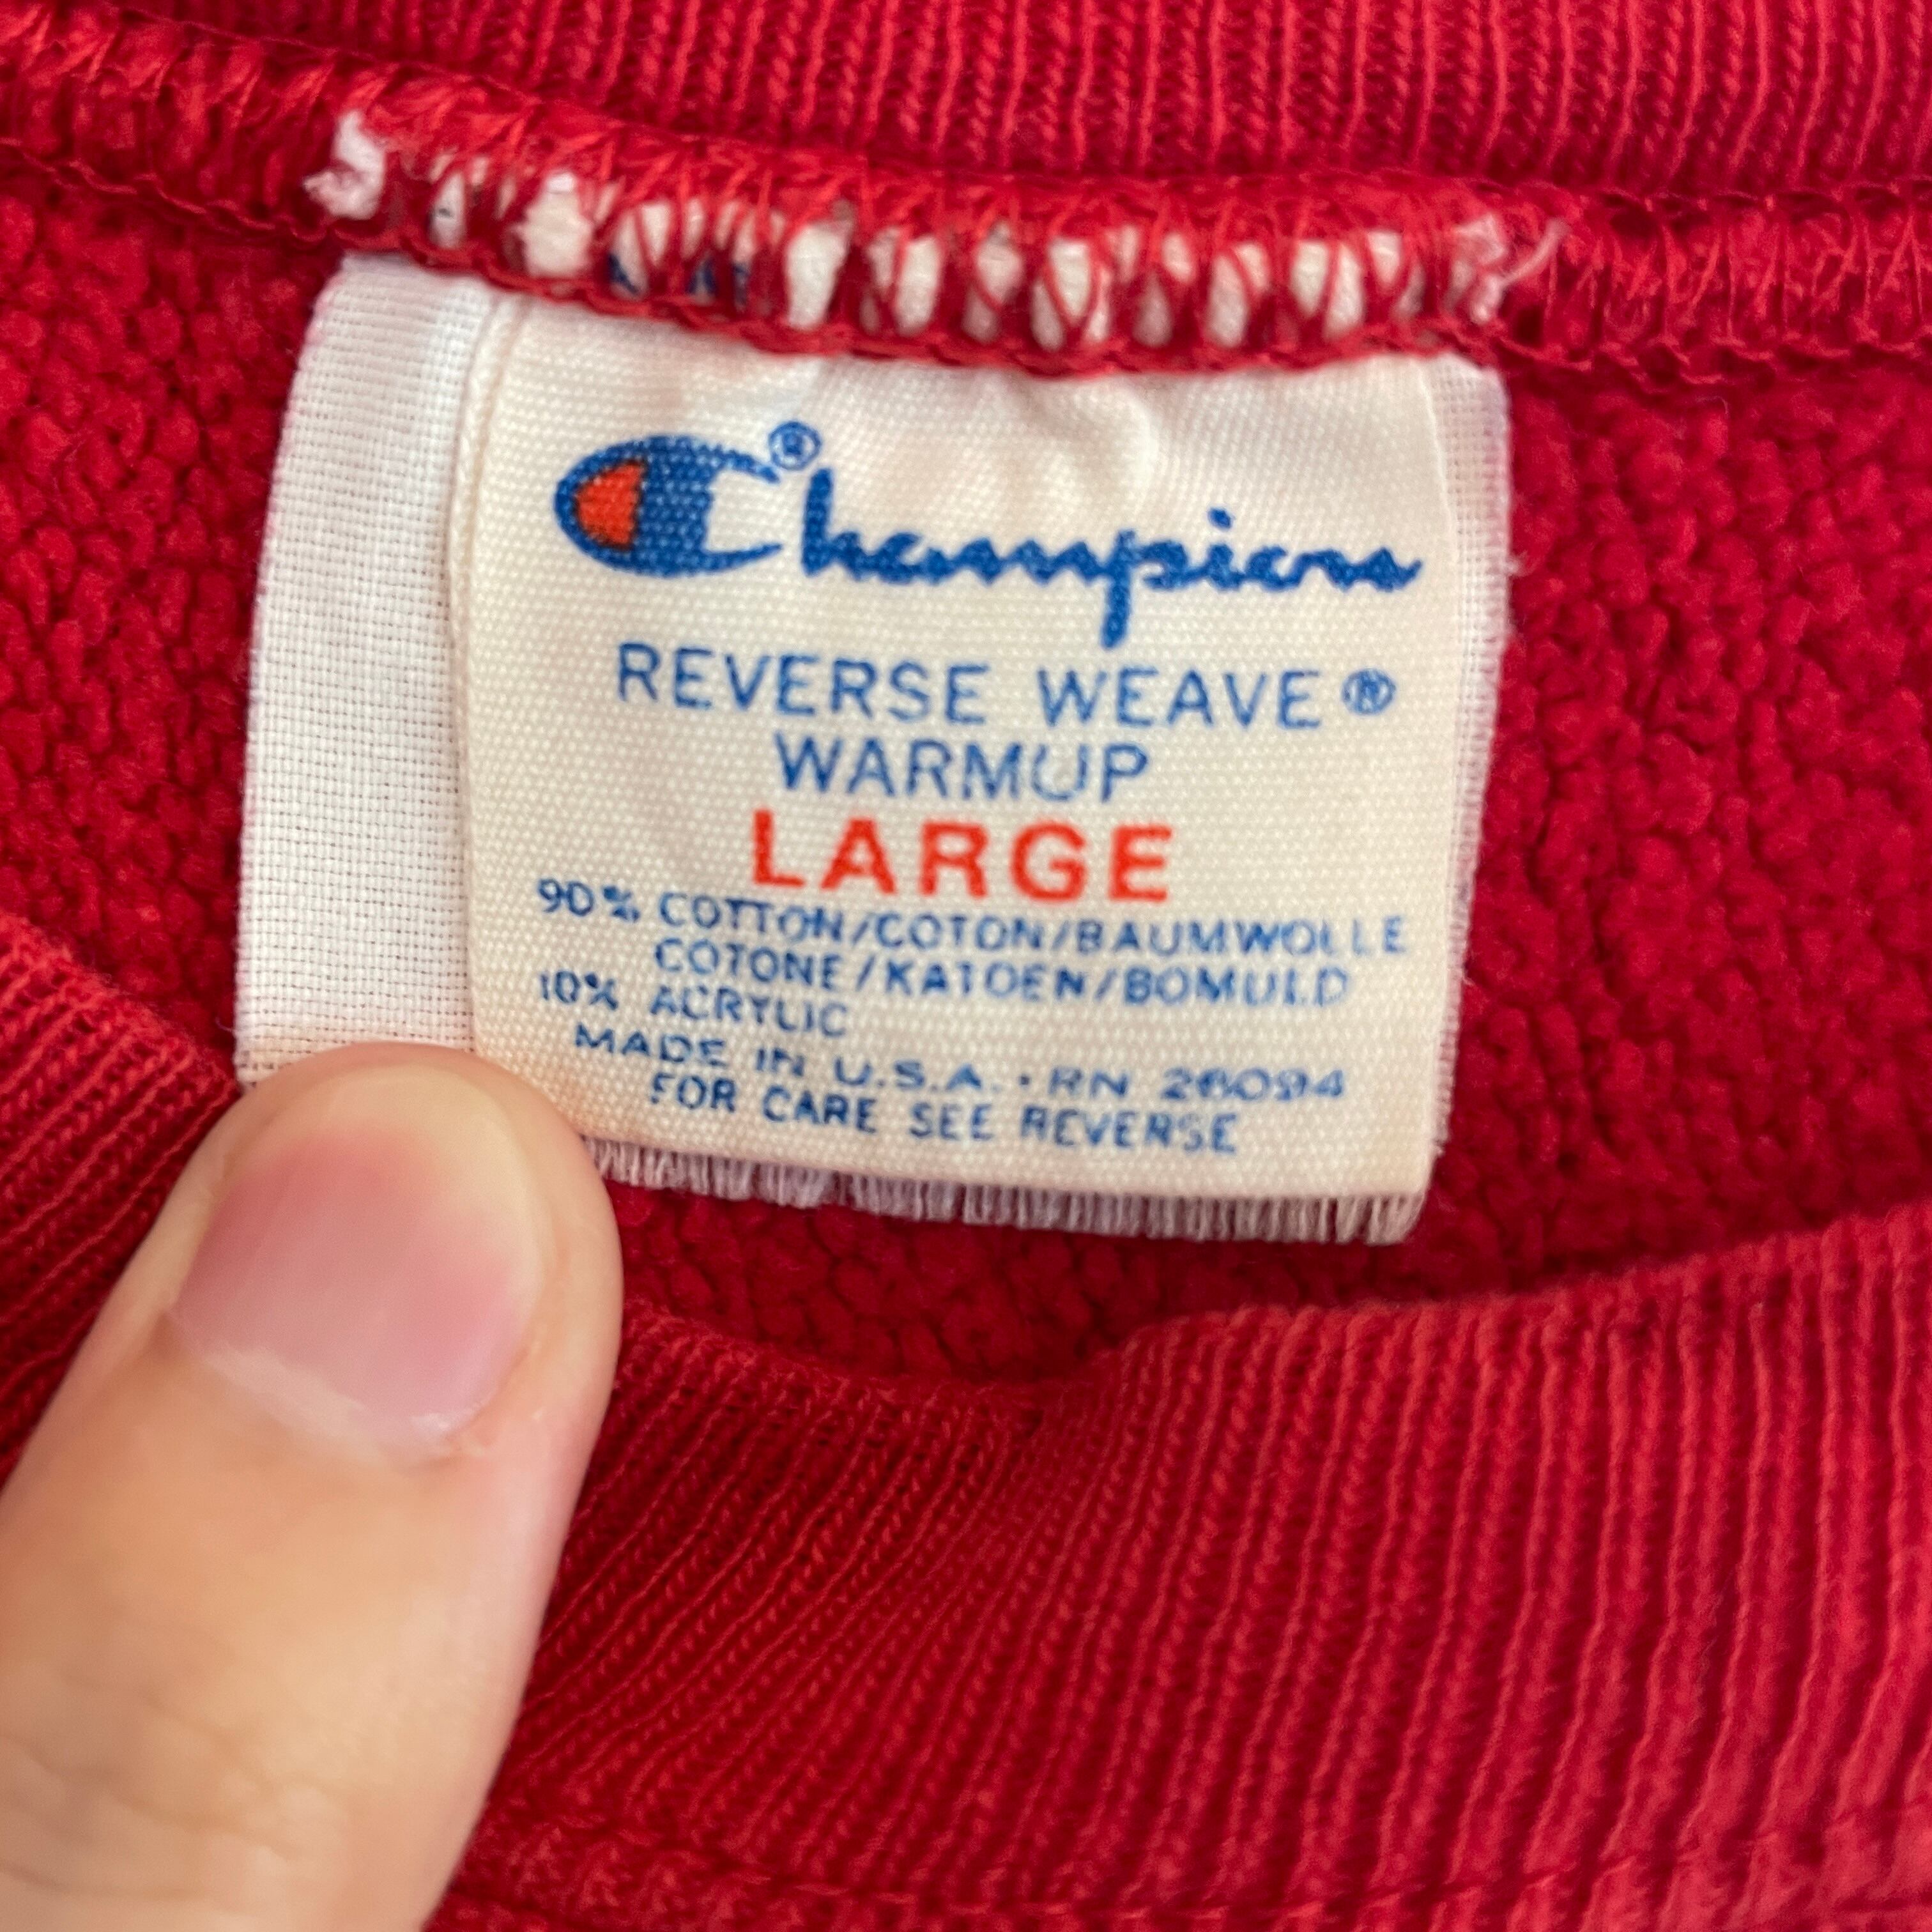 Champion®
REVERSE WEAVE®
WARMUP
LARGE
90% COTTON/COTON/BAUMWOLLE
COTONE/KATOEN/BOMULD
10% ACRYLIC
MADE IN U.S.A. · RN 26094
FOR CARE SEE REVERSE